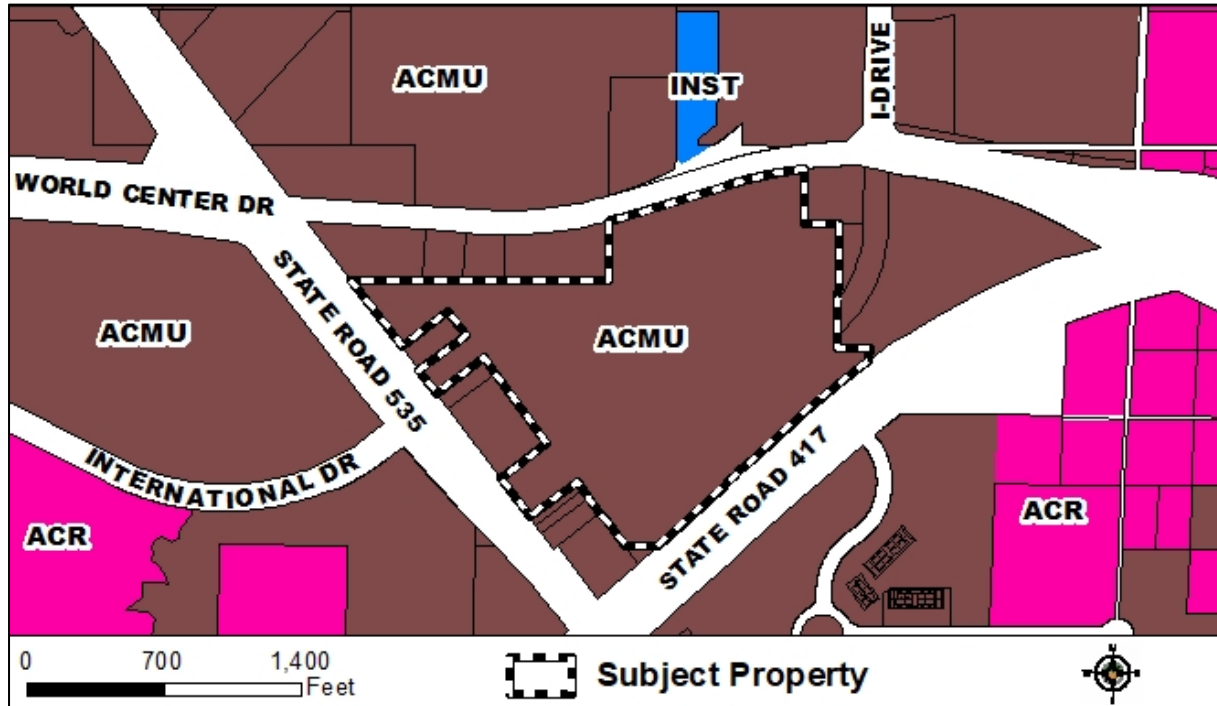 ACMU
INST
I-DRIVE
WORLD CENTER DR
STATE ROAD 535
ACMU
ACMU
INTERNATIONAL DR
STATE ROAD 417
ACR
ACR
0 700 1,400
Feet
Subject Property
N